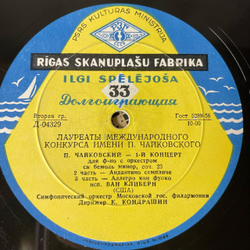 PSRS KULTŪRAS MINISTRIJA
RĪGAS SKAŅUPLAŠU FABRIKA
ILGI SPĒLĒJOŠA
33
Долгоиграющая
Вторая гр.
Гост 5289-56
Д-04329
10-00
ЛАУРЕАТЫ МЕЖДУНАРОДНОГО
КОНКУРСА ИМЕНИ П. ЧАЙКОВСКОГО
П. ЧАЙКОВСКИЙ — 1-Й КОНЦЕРТ
для ф-но с оркестром
си бемоль минор, соч. 23
2 часть — Андантино семпличе
3 часть — Аллегро кон фуоко
исп. ВАН КЛИБЕРН
(США)
Симфонический оркестр Московской гос. филармонии
Дирижер К. КОНДРАШИН